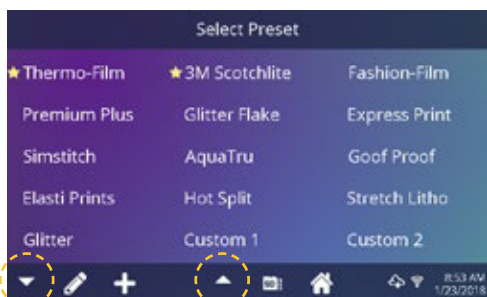 Select Preset
Thermo-Film 3M Scotchlite Fashion-Film
Premium Plus Glitter Flake Express Print
Simstitch AquaTru Goof Proof
Elasti Prints Hot Split Stretch Litho
Glitter Custom 1 Custom 2
8:53 AM
1/23/2018